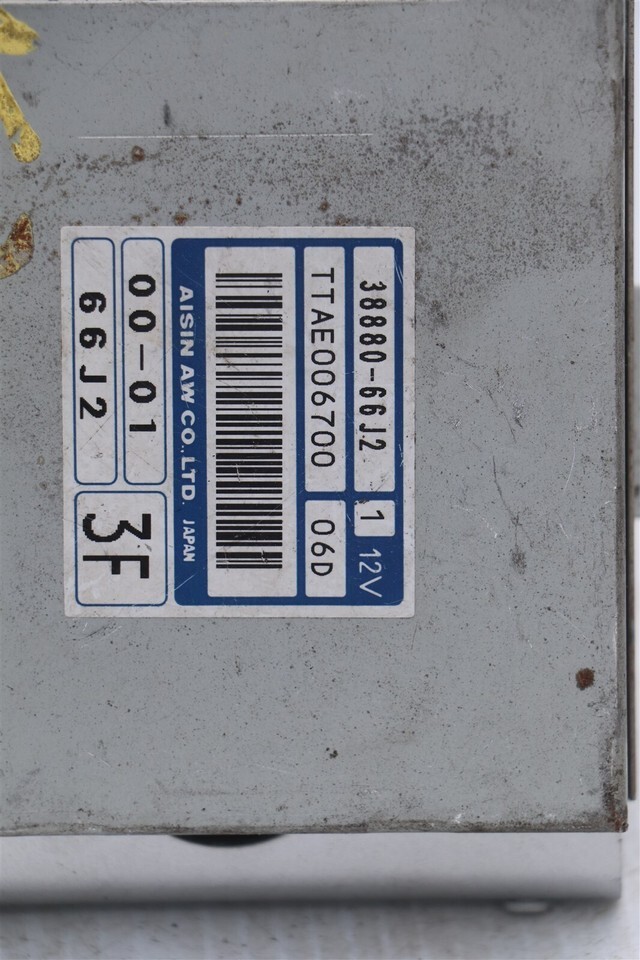 38880-66J2 1 12V
TTAE006700 06D
AISIN AW CO., LTD. JAPAN
00-01
66J2
3F